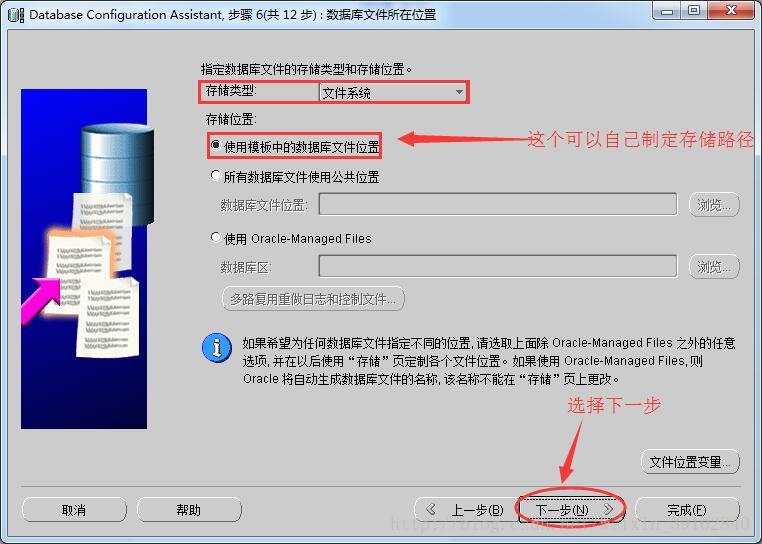 Database Configuration Assistant, 步骤 6(共 12 步) : 数据库文件所在位置
指定数据库文件的存储类型和存储位置。
存储类型:
文件系统
存储位置:
使用模板中的数据库文件位置
这个可以自己制定存储路径
所有数据库文件使用公共位置
数据库文件位置:
浏览...
使用 Oracle-Managed Files
数据库区:
浏览...
多路复用重做日志和控制文件...
如果希望为任何数据库文件指定不同的位置, 请选取上面除 Oracle-Managed Files 之外的任意
选项, 并在以后使用“存储”页定制各个文件位置。如果使用 Oracle-Managed Files, 则
Oracle 将自动生成数据库文件的名称, 该名称不能在“存储”页上更改。
选择下一步
文件位置变量...
取消
帮助
上一步(B)
下一步(N)
完成(F)